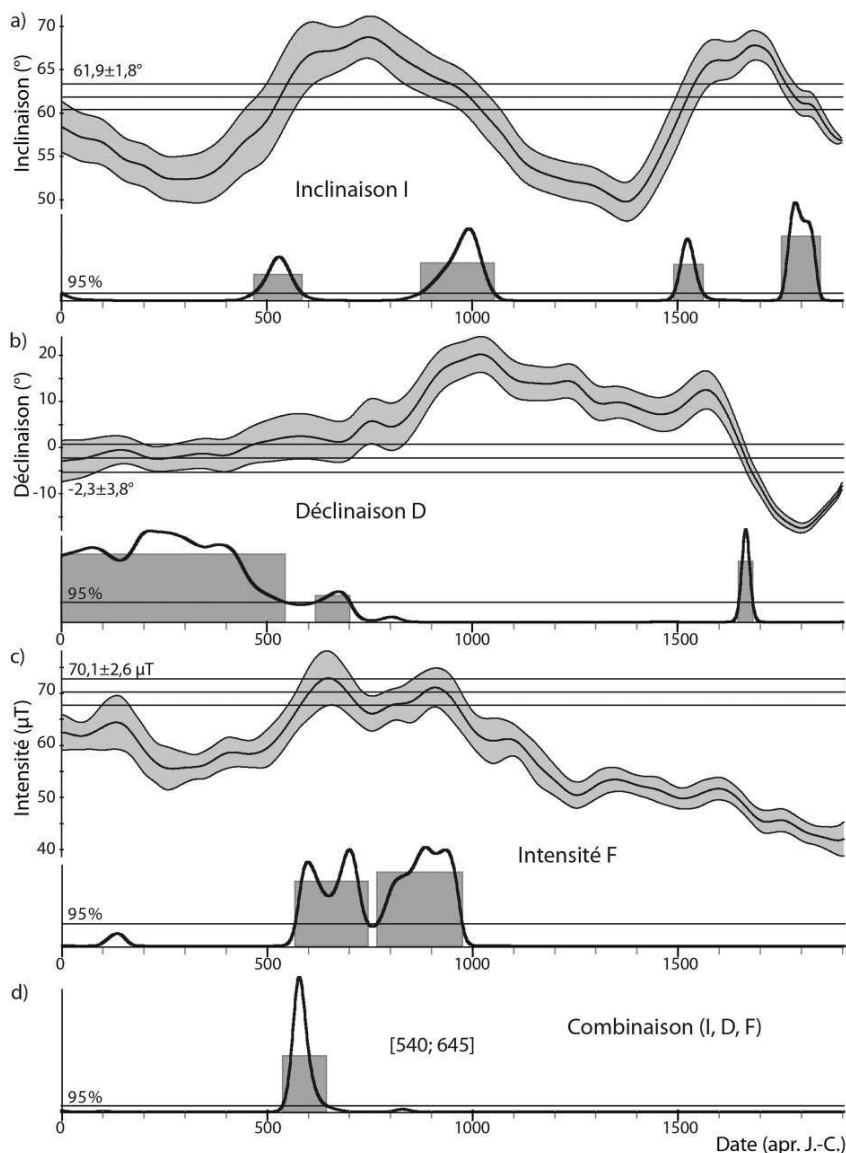 a)
70
65
60
55
50
Inclinaison (°)
61,9±1,8°
Inclinaison I
95%
0
500
1000
1500
b)
20
10
0
-10
Déclinaison (°)
-2,3±3,8°
Déclinaison D
95%
0
500
1000
1500
c)
70
60
50
40
Intensité (µT)
70,1±2,6 µT
Intensité F
95%
0
500
1000
1500
d)
Combinaison (I, D, F)
[540; 645]
95%
0
500
1000
1500
Date (apr. J.-C.)